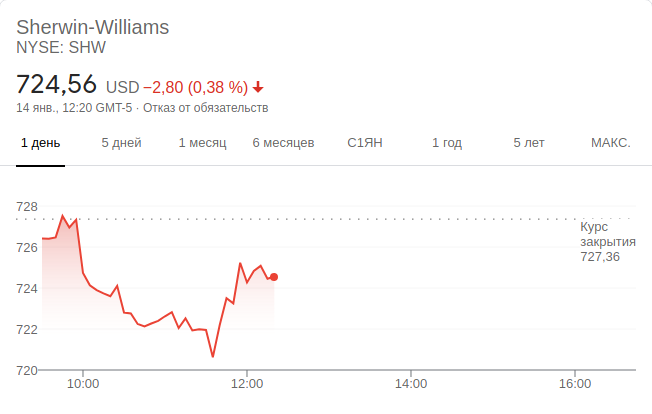 Sherwin-Williams
NYSE: SHW
724,56 USD −2,80 (0,38 %)
14 янв., 12:20 GMT-5 · Отказ от обязательств
1 день 5 дней 1 месяц 6 месяцев С1ЯН 1 год 5 лет МАКС.
728
Курс
закрытия
727,36
726
724
722
720
10:00 12:00 14:00 16:00